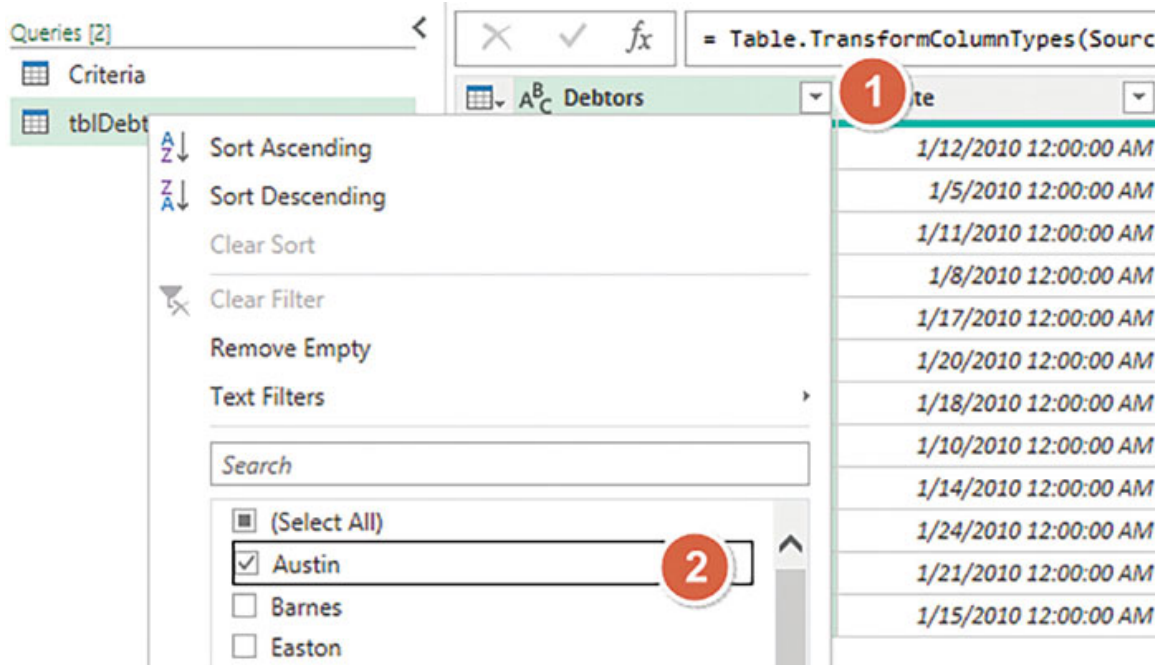 Queries [2]
Criteria
tblDebt
fx
= Table.TransformColumnTypes(Sourc
ABC Debtors
1
te
Sort Ascending
Sort Descending
Clear Sort
Clear Filter
Remove Empty
Text Filters
Search
(Select All)
Austin
2
Barnes
Easton
1/12/2010 12:00:00 AM
1/5/2010 12:00:00 AM
1/11/2010 12:00:00 AM
1/8/2010 12:00:00 AM
1/17/2010 12:00:00 AM
1/20/2010 12:00:00 AM
1/18/2010 12:00:00 AM
1/10/2010 12:00:00 AM
1/14/2010 12:00:00 AM
1/24/2010 12:00:00 AM
1/21/2010 12:00:00 AM
1/15/2010 12:00:00 AM